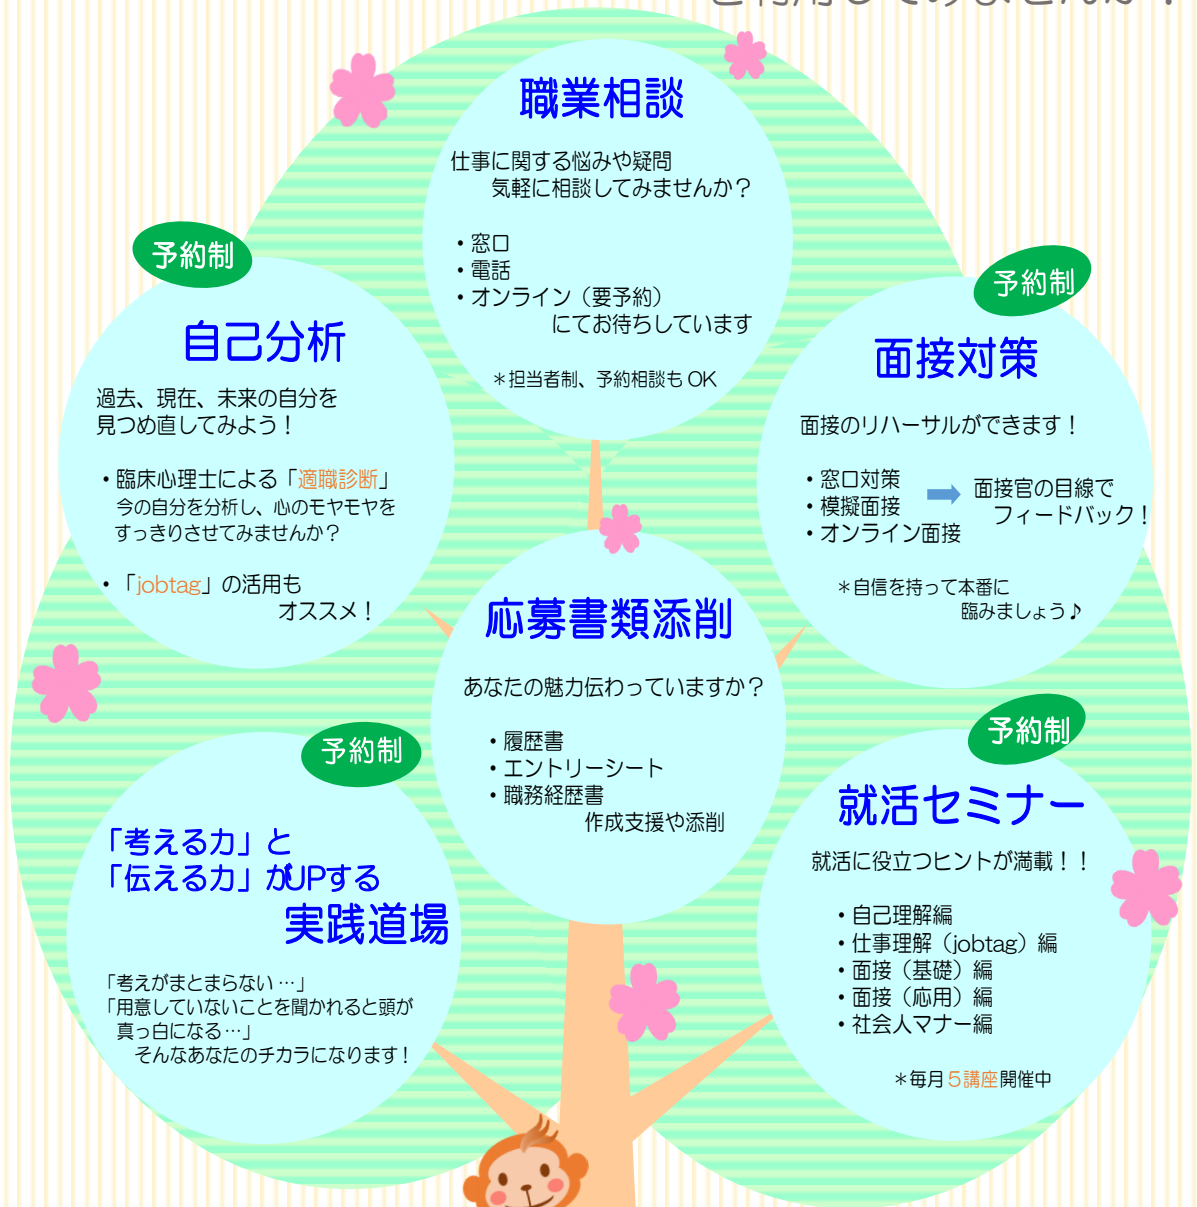 ご利用してみませんか？
職業相談
仕事に関する悩みや疑問
気軽に相談してみませんか？
・窓口
・電話
・オンライン（要予約）
にてお待ちしています
＊担当者制、予約相談も OK
予約制
自己分析
過去、現在、未来の自分を
見つめ直してみよう！
・臨床心理士による「適職診断」
今の自分を分析し、心のモヤモヤを
すっきりさせてみませんか？
・「jobtag」の活用も
オススメ！
予約制
面接対策
面接のリハーサルができます！
・窓口対策
・模擬面接
・オンライン面接
面接官の目線で
フィードバック！
＊自信を持って本番に
臨みましょう♪
応募書類添削
あなたの魅力伝わっていますか？
・履歴書
・エントリーシート
・職務経歴書
作成支援や添削
予約制
「考える力」と
「伝える力」がUPする
実践道場
「考えがまとまらない…」
「用意していないことを聞かれると頭が
真っ白になる…」
そんなあなたのチカラになります！
予約制
就活セミナー
就活に役立つヒントが満載！！
・自己理解編
・仕事理解（jobtag）編
・面接（基礎）編
・面接（応用）編
・社会人マナー編
＊毎月５講座開催中